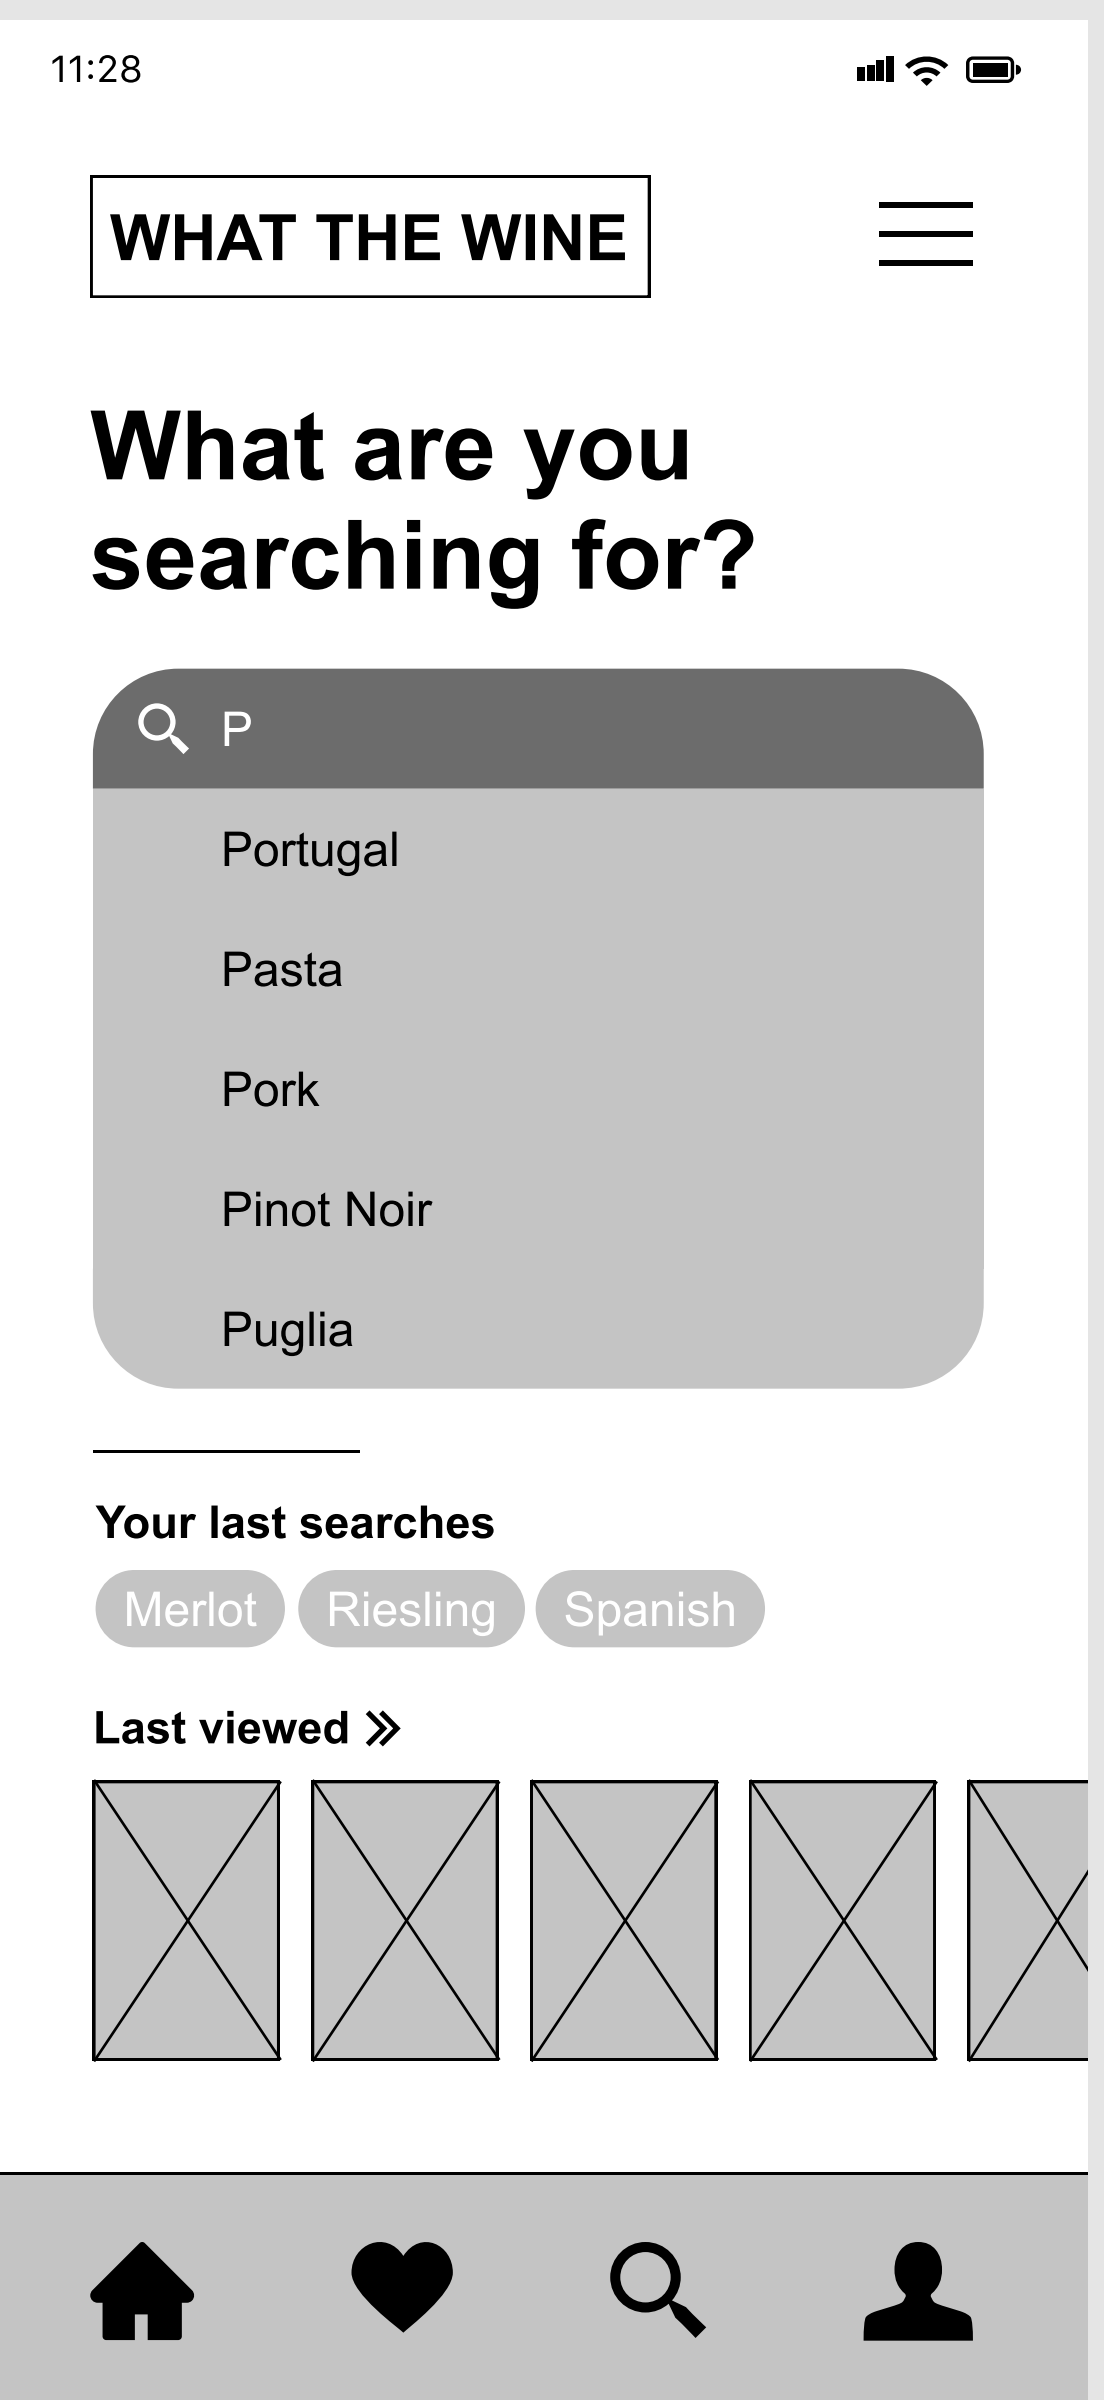 11:28
WHAT THE WINE
What are you
searching for?
P
Portugal
Pasta
Pork
Pinot Noir
Puglia
Your last searches
Merlot Riesling Spanish
Last viewed